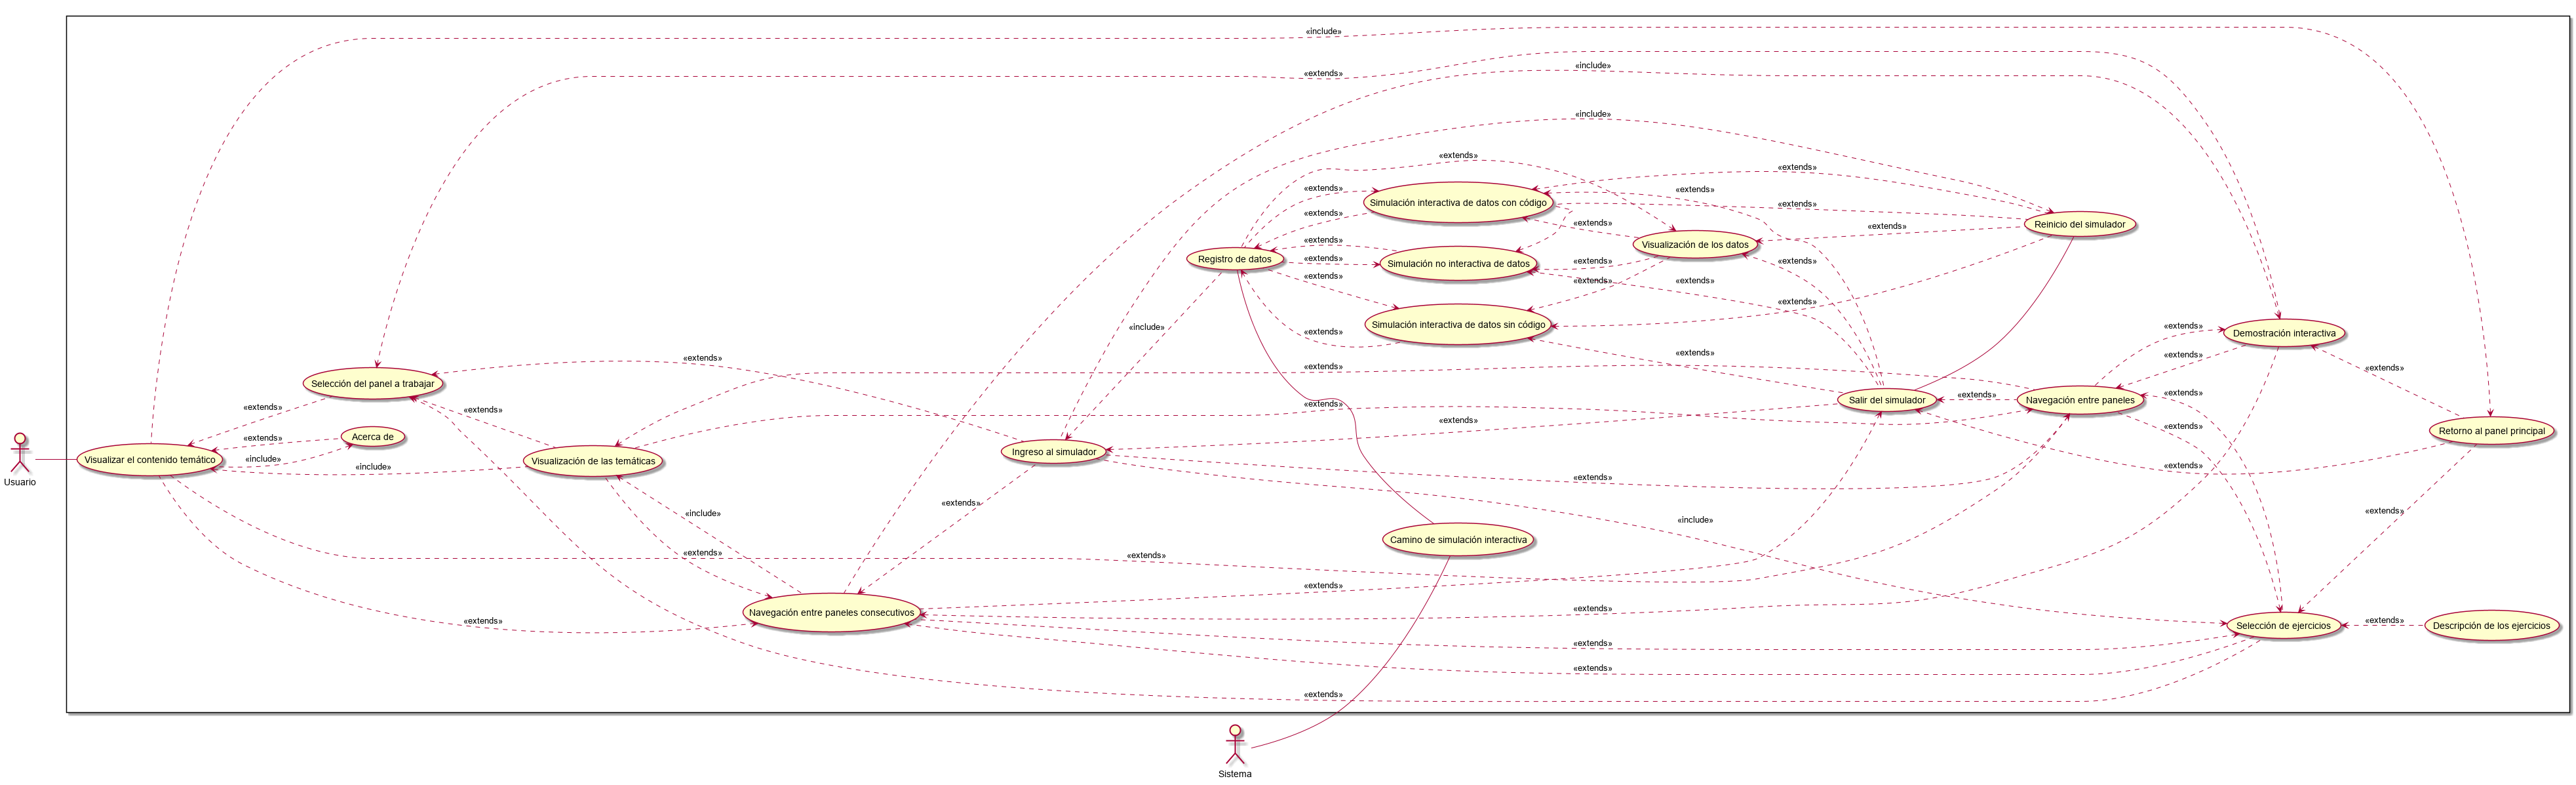 «include»
«extends»
«include»
«include»
«extends»
«extends»
«extends»
«extends»
Simulación interactiva de datos con código
«extends»
«extends»
«extends»
Reinicio del simulador
«extends»
«extends»
Visualización de los datos
«extends»
Registro de datos
«extends»
Simulación no interactiva de datos
«extends»
«extends»
«extends»
«extends»
«extends»
«extends»
Simulación interactiva de datos sin código
«include»
«extends»
«extends»
Demostración interactiva
«extends»
«extends»
«extends»
«extends»
«extends»
Selección del panel a trabajar
«extends»
«extends»
Salir del simulador
Navegación entre paneles
«extends»
«extends»
«extends»
«extends»
«extends»
«extends»
Retorno al panel principal
Acerca de
Ingreso al simulador
Visualizar el contenido temático
«include»
Visualización de las temáticas
«include»
«extends»
Usuario
«extends»
«extends»
«include»
«extends»
«include»
Camino de simulación interactiva
«extends»
«extends»
«extends»
Navegación entre paneles consecutivos
«extends»
«extends»
«extends»
Selección de ejercicios
Descripción de los ejercicios
«extends»
«extends»
«extends»
Sistema